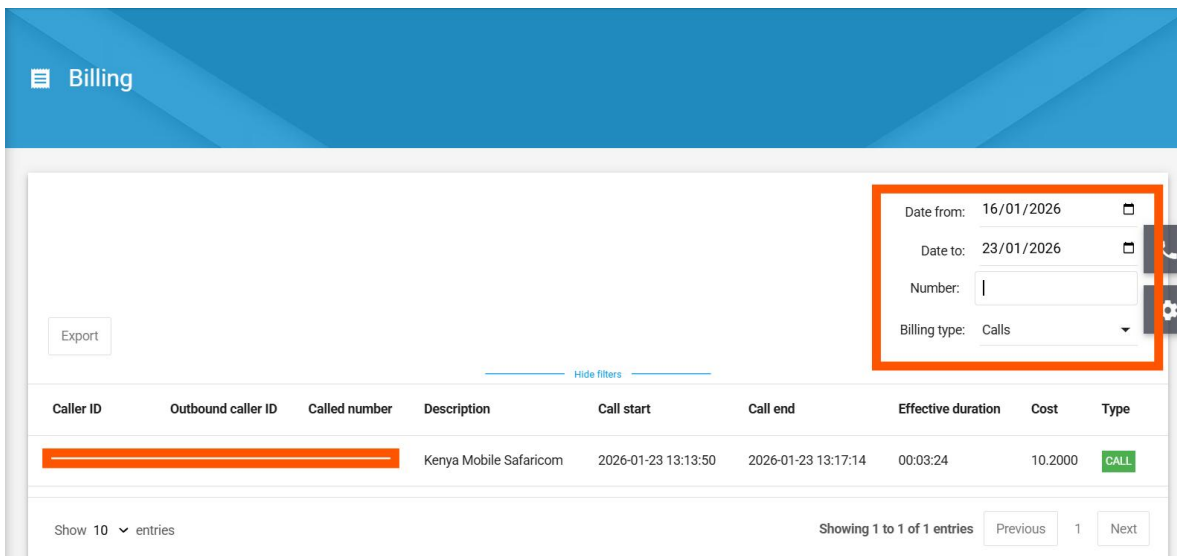 Billing
Date from: 16/01/2026
Date to: 23/01/2026
Number:
Billing type: Calls
Export
Hide filters
Caller ID Outbound caller ID Called number Description Call start Call end Effective duration Cost Type
Kenya Mobile Safaricom 2026-01-23 13:13:50 2026-01-23 13:17:14 00:03:24 10.2000 CALL
Show 10 entries Showing 1 to 1 of 1 entries Previous 1 Next